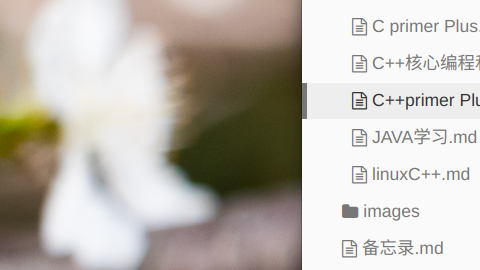 C primer Plus.
C++核心编程
C++primer Plu
JAVA学习.md
linuxC++.md
images
备忘录.md